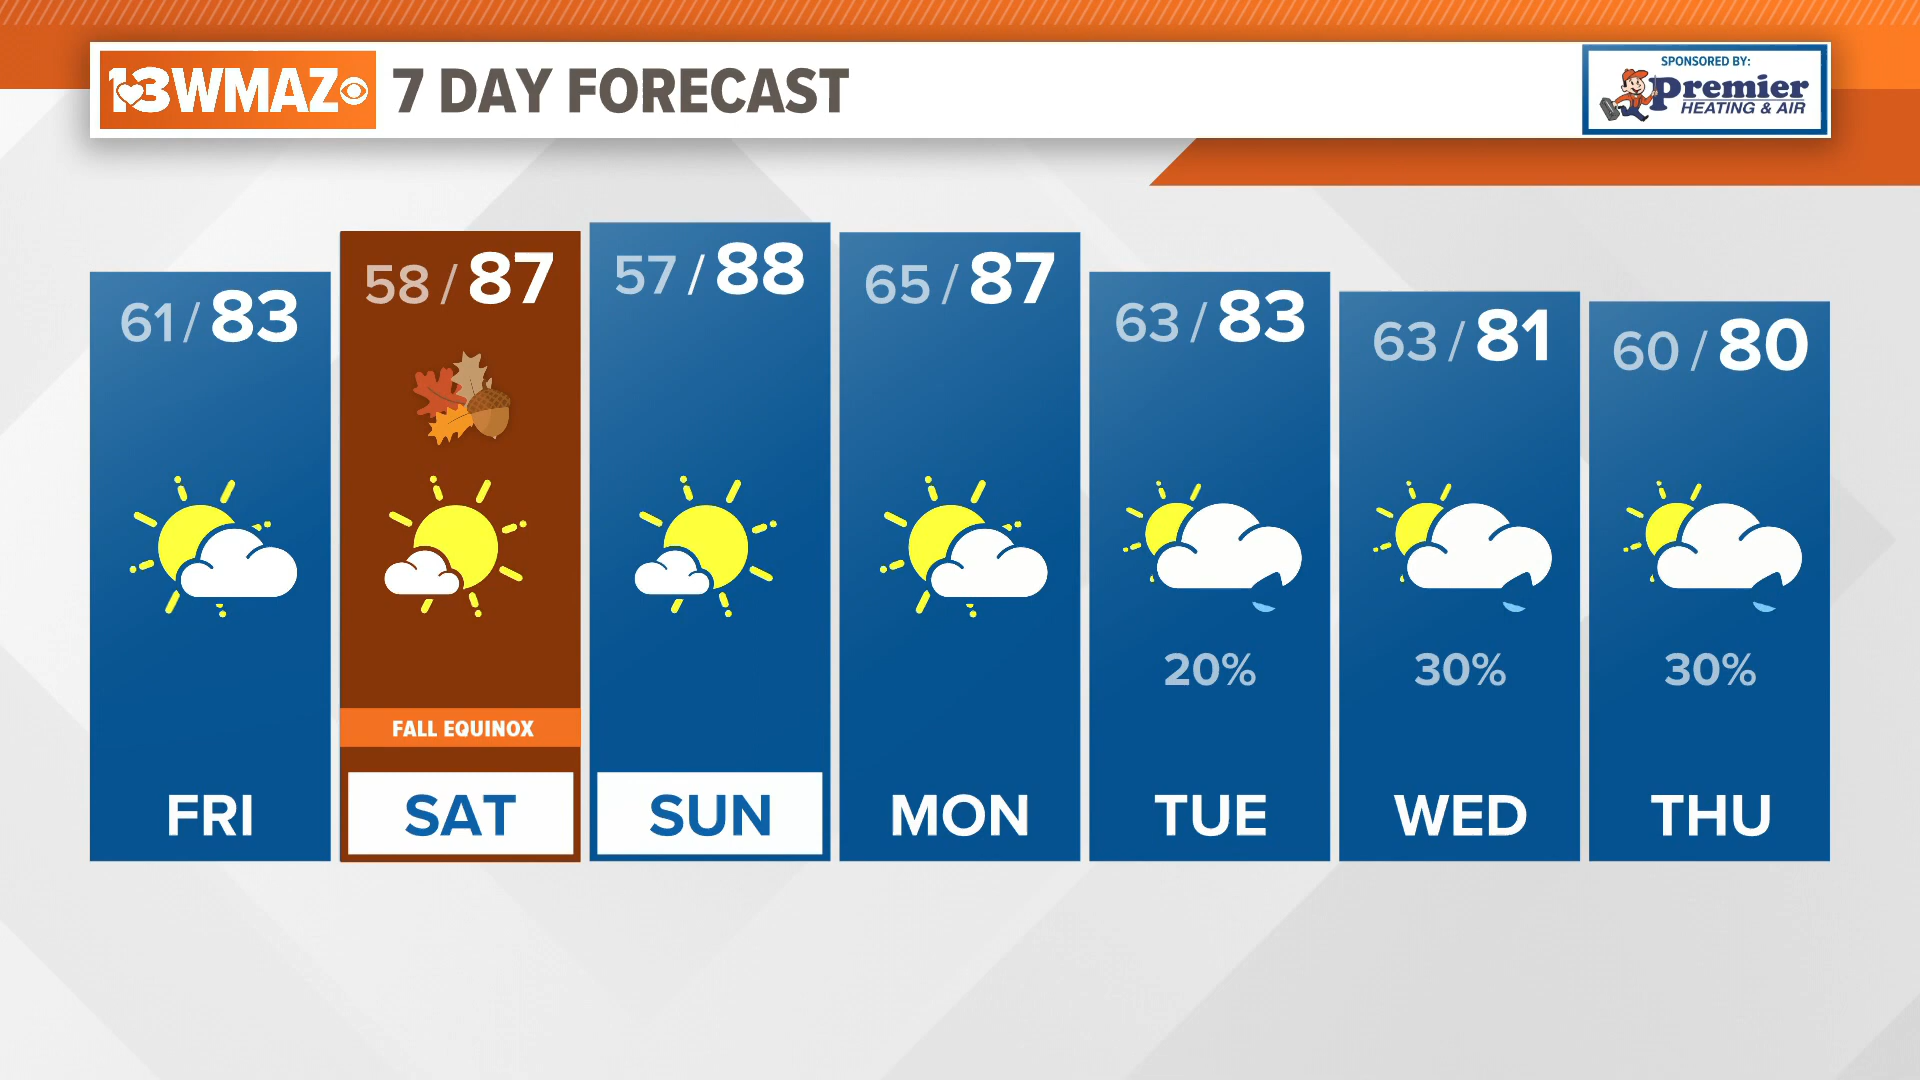 13WMAZ 7 DAY FORECAST
SPONSORED BY:
Premier
HEATING & AIR
61/83
58/87
57/88
65/87
63/83
63/81
60/80
20%
30%
30%
FALL EQUINOX
FRI
SAT
SUN
MON
TUE
WED
THU